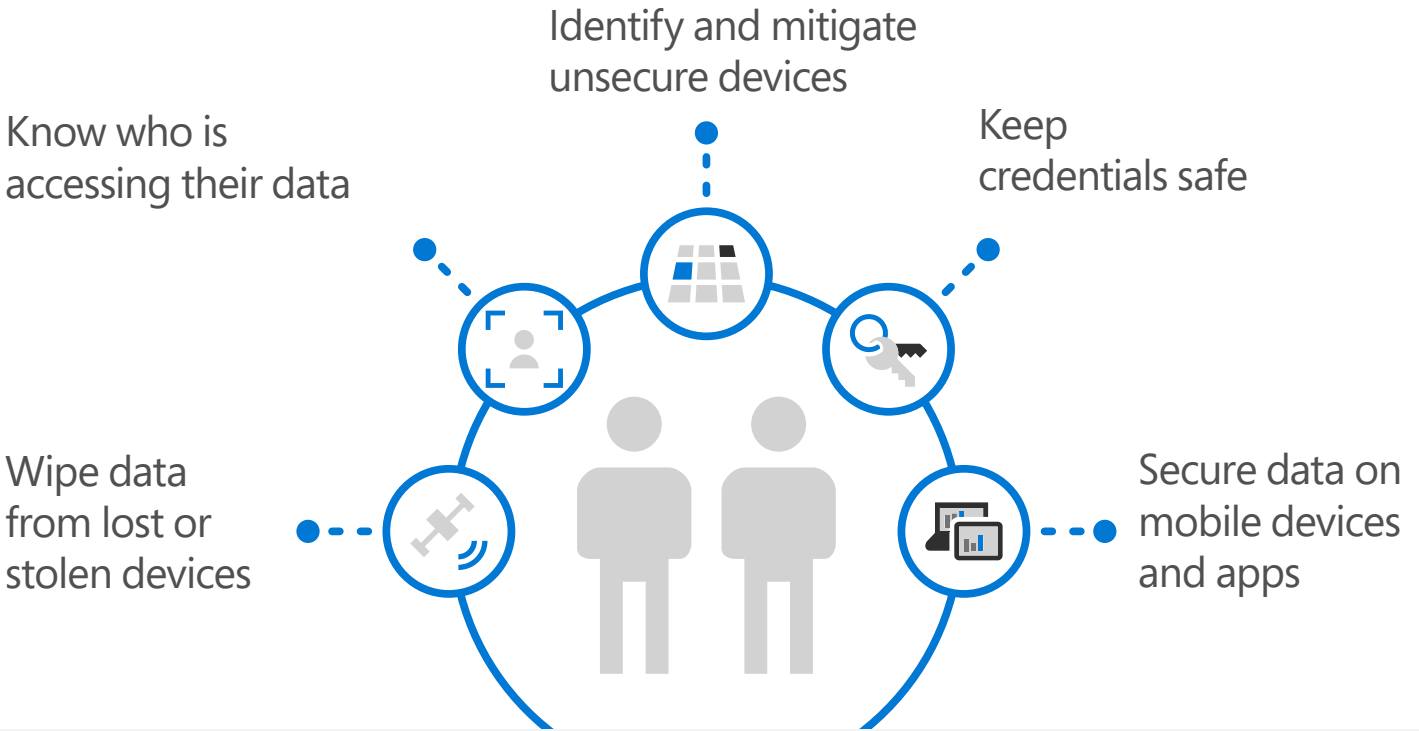 Identify and mitigate
unsecure devices
Know who is
accessing their data
Keep
credentials safe
Wipe data
from lost or
stolen devices
Secure data on
mobile devices
and apps